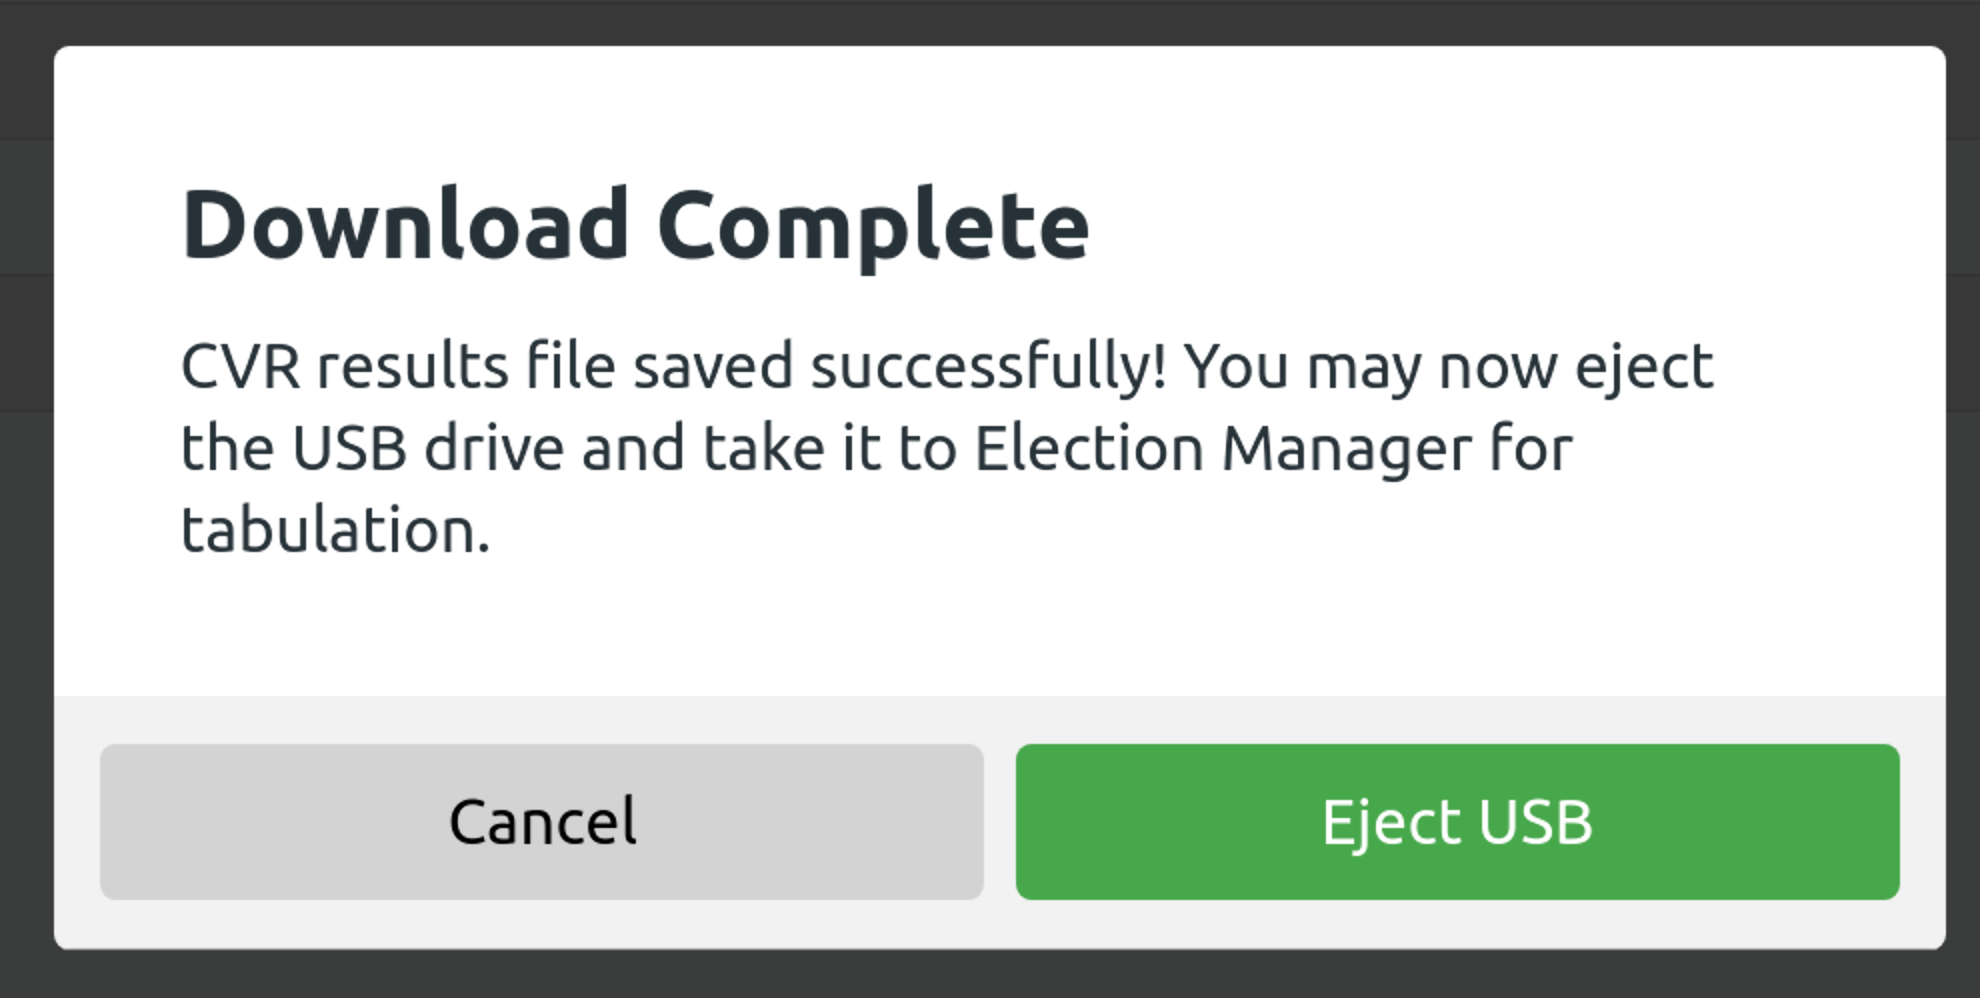 Download Complete
CVR results file saved successfully! You may now eject
the USB drive and take it to Election Manager for
tabulation.
Cancel
Eject USB